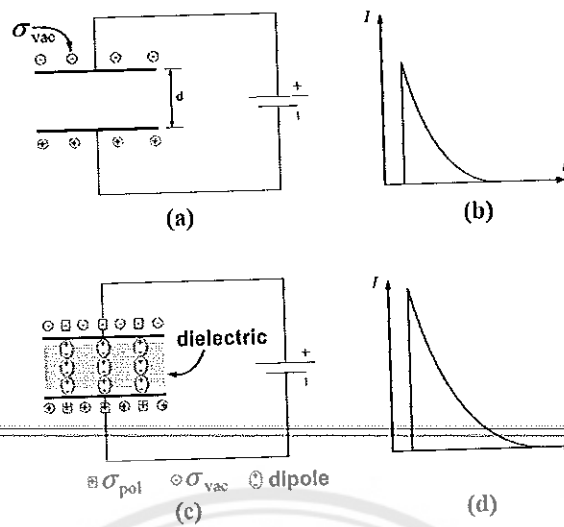 σvac
d
+
I
(a)
(b)
dielectric
+
I
σpol σvac dipole
(c)
(d)